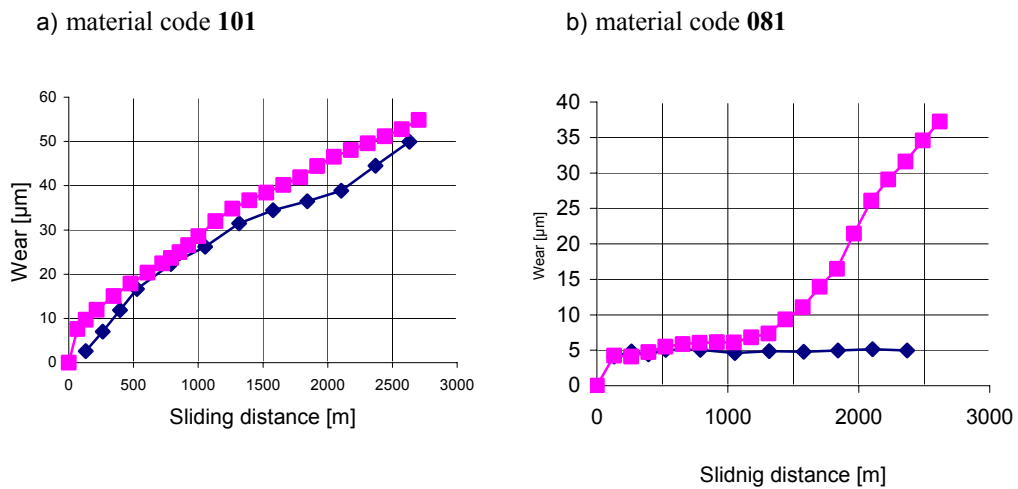 a) material code 101
b) material code 081
60
50
40
30
20
10
0
Wear [µm]
0 500 1000 1500 2000 2500 3000
Sliding distance [m]
40
35
30
25
20
15
10
5
0
Wear [µm]
0 1000 2000 3000
Slidnig distance [m]